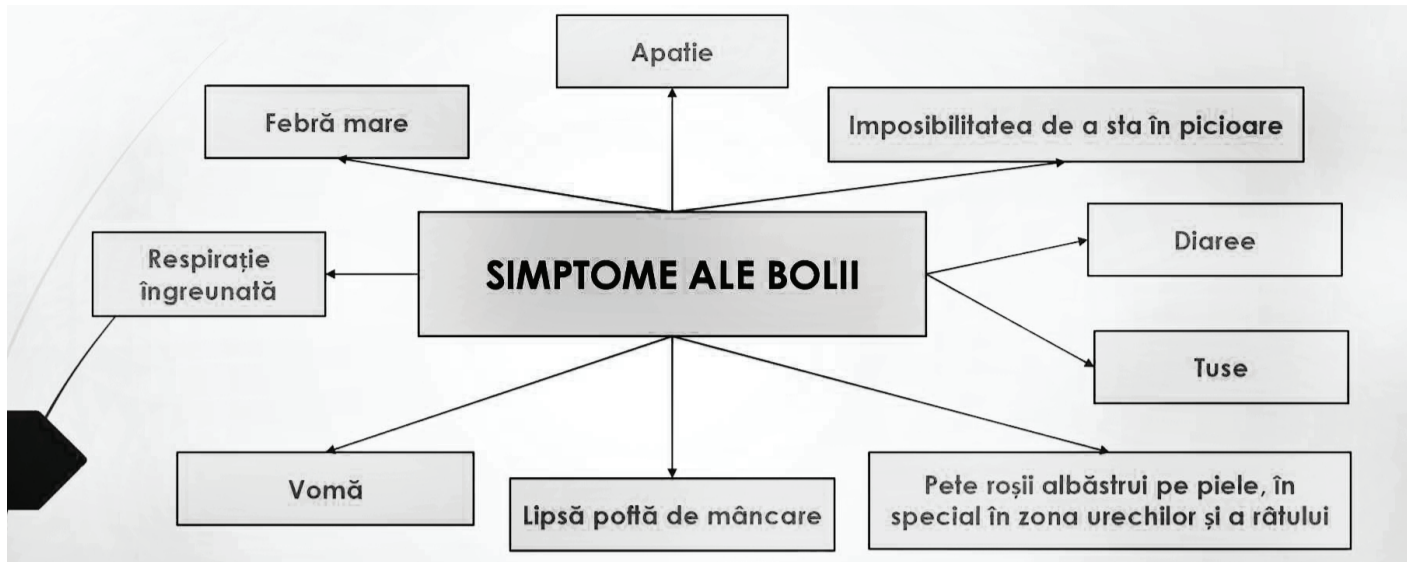 Apatie
Febră mare
Imposibilitatea de a sta în picioare
Respirație
îngreunată
SIMPTOME ALE BOLII
Diaree
Tuse
Vomă
Lipsă poftă de mâncare
Pete roșii albăstrui pe piele, în
special în zona urechilor și a râtului